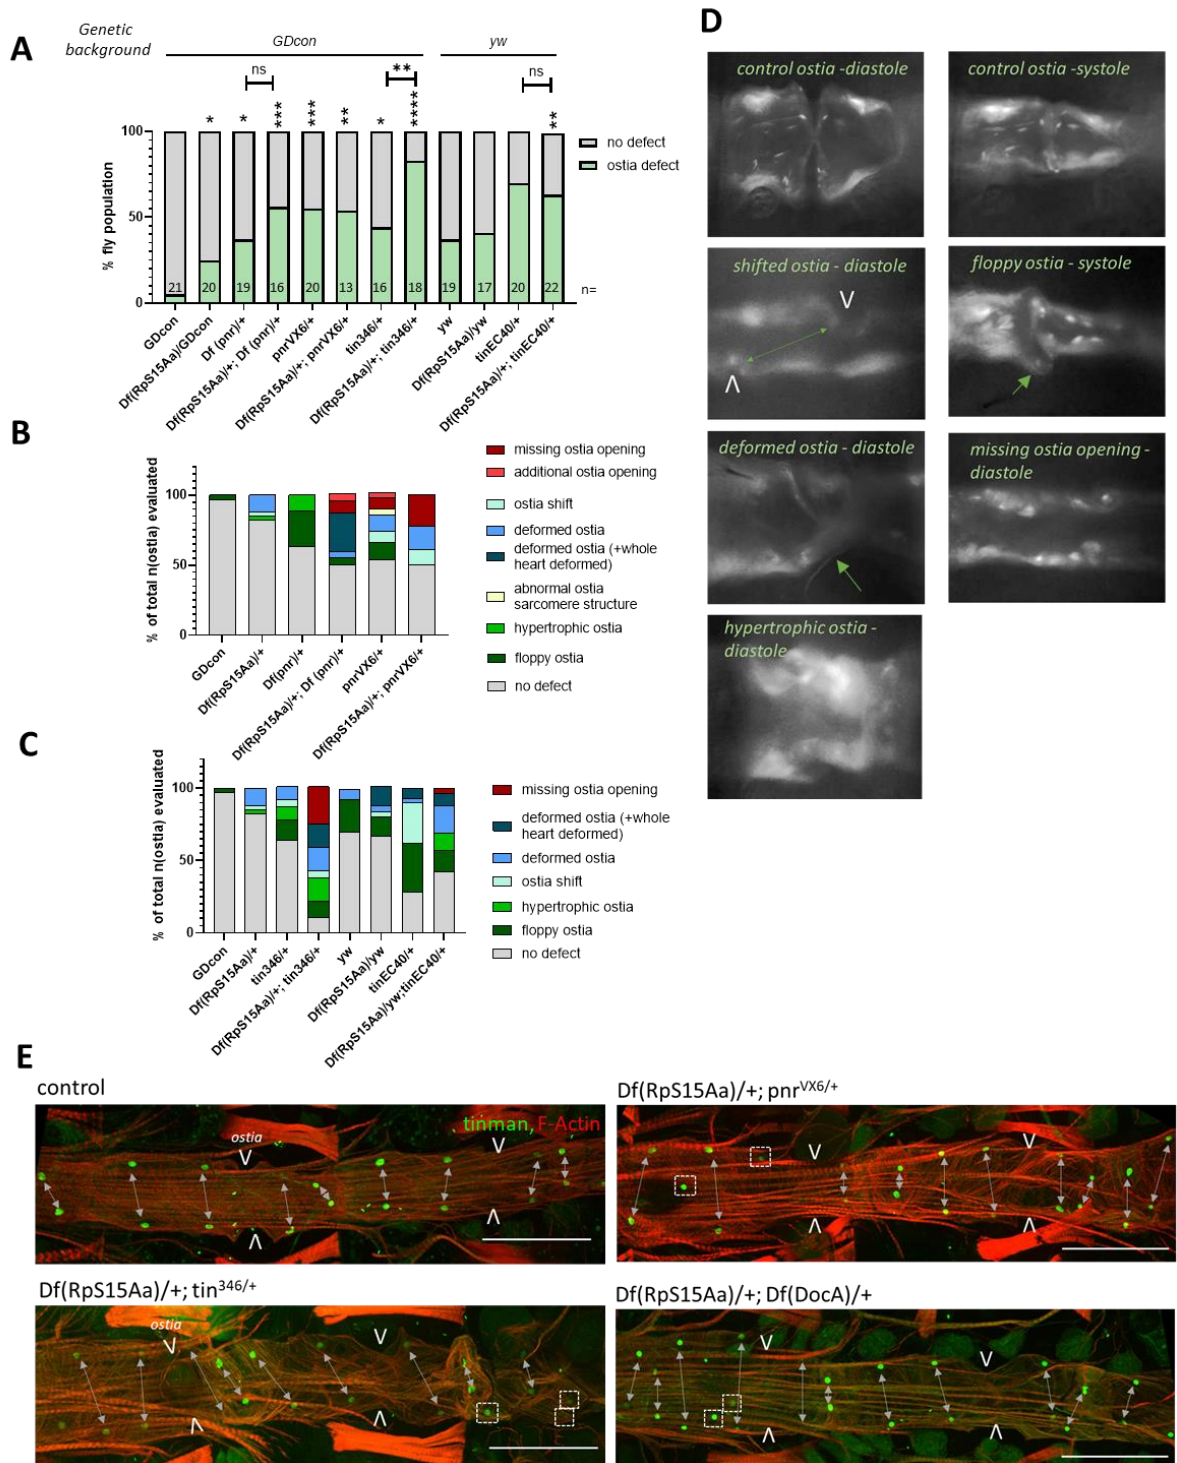 A
Genetic
background
GDcon
yw
ns
**
ns
*
*
***
***
**
*
****
**
% fly population
100
50
0
21
20
19
16
20
13
16
18
19
17
20
22
n=
no defect
ostia defect
GDcon
Df(RpS15Aa)/GDcon
Df (pnr)/+
Df(RpS15Aa)/+; Df (pnr)/+
pnrVX6/+
Df(RpS15Aa)/+; pnrVX6/+
tin346/+
Df(RpS15Aa)/+; tin346/+
yw
Df(RpS15Aa)/yw
tinEC40/+
Df(RpS15Aa)/+; tinEC40/+
B
% of total n(ostia) evaluated
100
50
0
GDcon
Df(RpS15Aa)/+
Df(pnr)/+
Df(RpS15Aa)/+; Df (pnr)/+
pnrVX6/+
Df(RpS15Aa)/+; pnrVX6/+
missing ostia opening
additional ostia opening
ostia shift
deformed ostia
deformed ostia (+whole
heart deformed)
abnormal ostia
sarcomere structure
hypertrophic ostia
floppy ostia
no defect
C
% of total n(ostia) evaluated
100
50
0
GDcon
Df(RpS15Aa)/+
tin346/+
Df(RpS15Aa)/+; tin346/+
yw
Df(RpS15Aa)/yw
tinEC40/+
Df(RpS15Aa)/yw;tinEC40/+
missing ostia opening
deformed ostia (+whole
heart deformed)
deformed ostia
ostia shift
hypertrophic ostia
floppy ostia
no defect
D
control ostia -diastole
control ostia -systole
shifted ostia - diastole
floppy ostia - systole
deformed ostia - diastole
missing ostia opening -
diastole
hypertrophic ostia -
diastole
E
control
tinman, F-Actin
ostia
Df(RpS15Aa)/+; pnrVX6/+
Df(RpS15Aa)/+; tin346/+
ostia
Df(RpS15Aa)/+; Df(DocA)/+